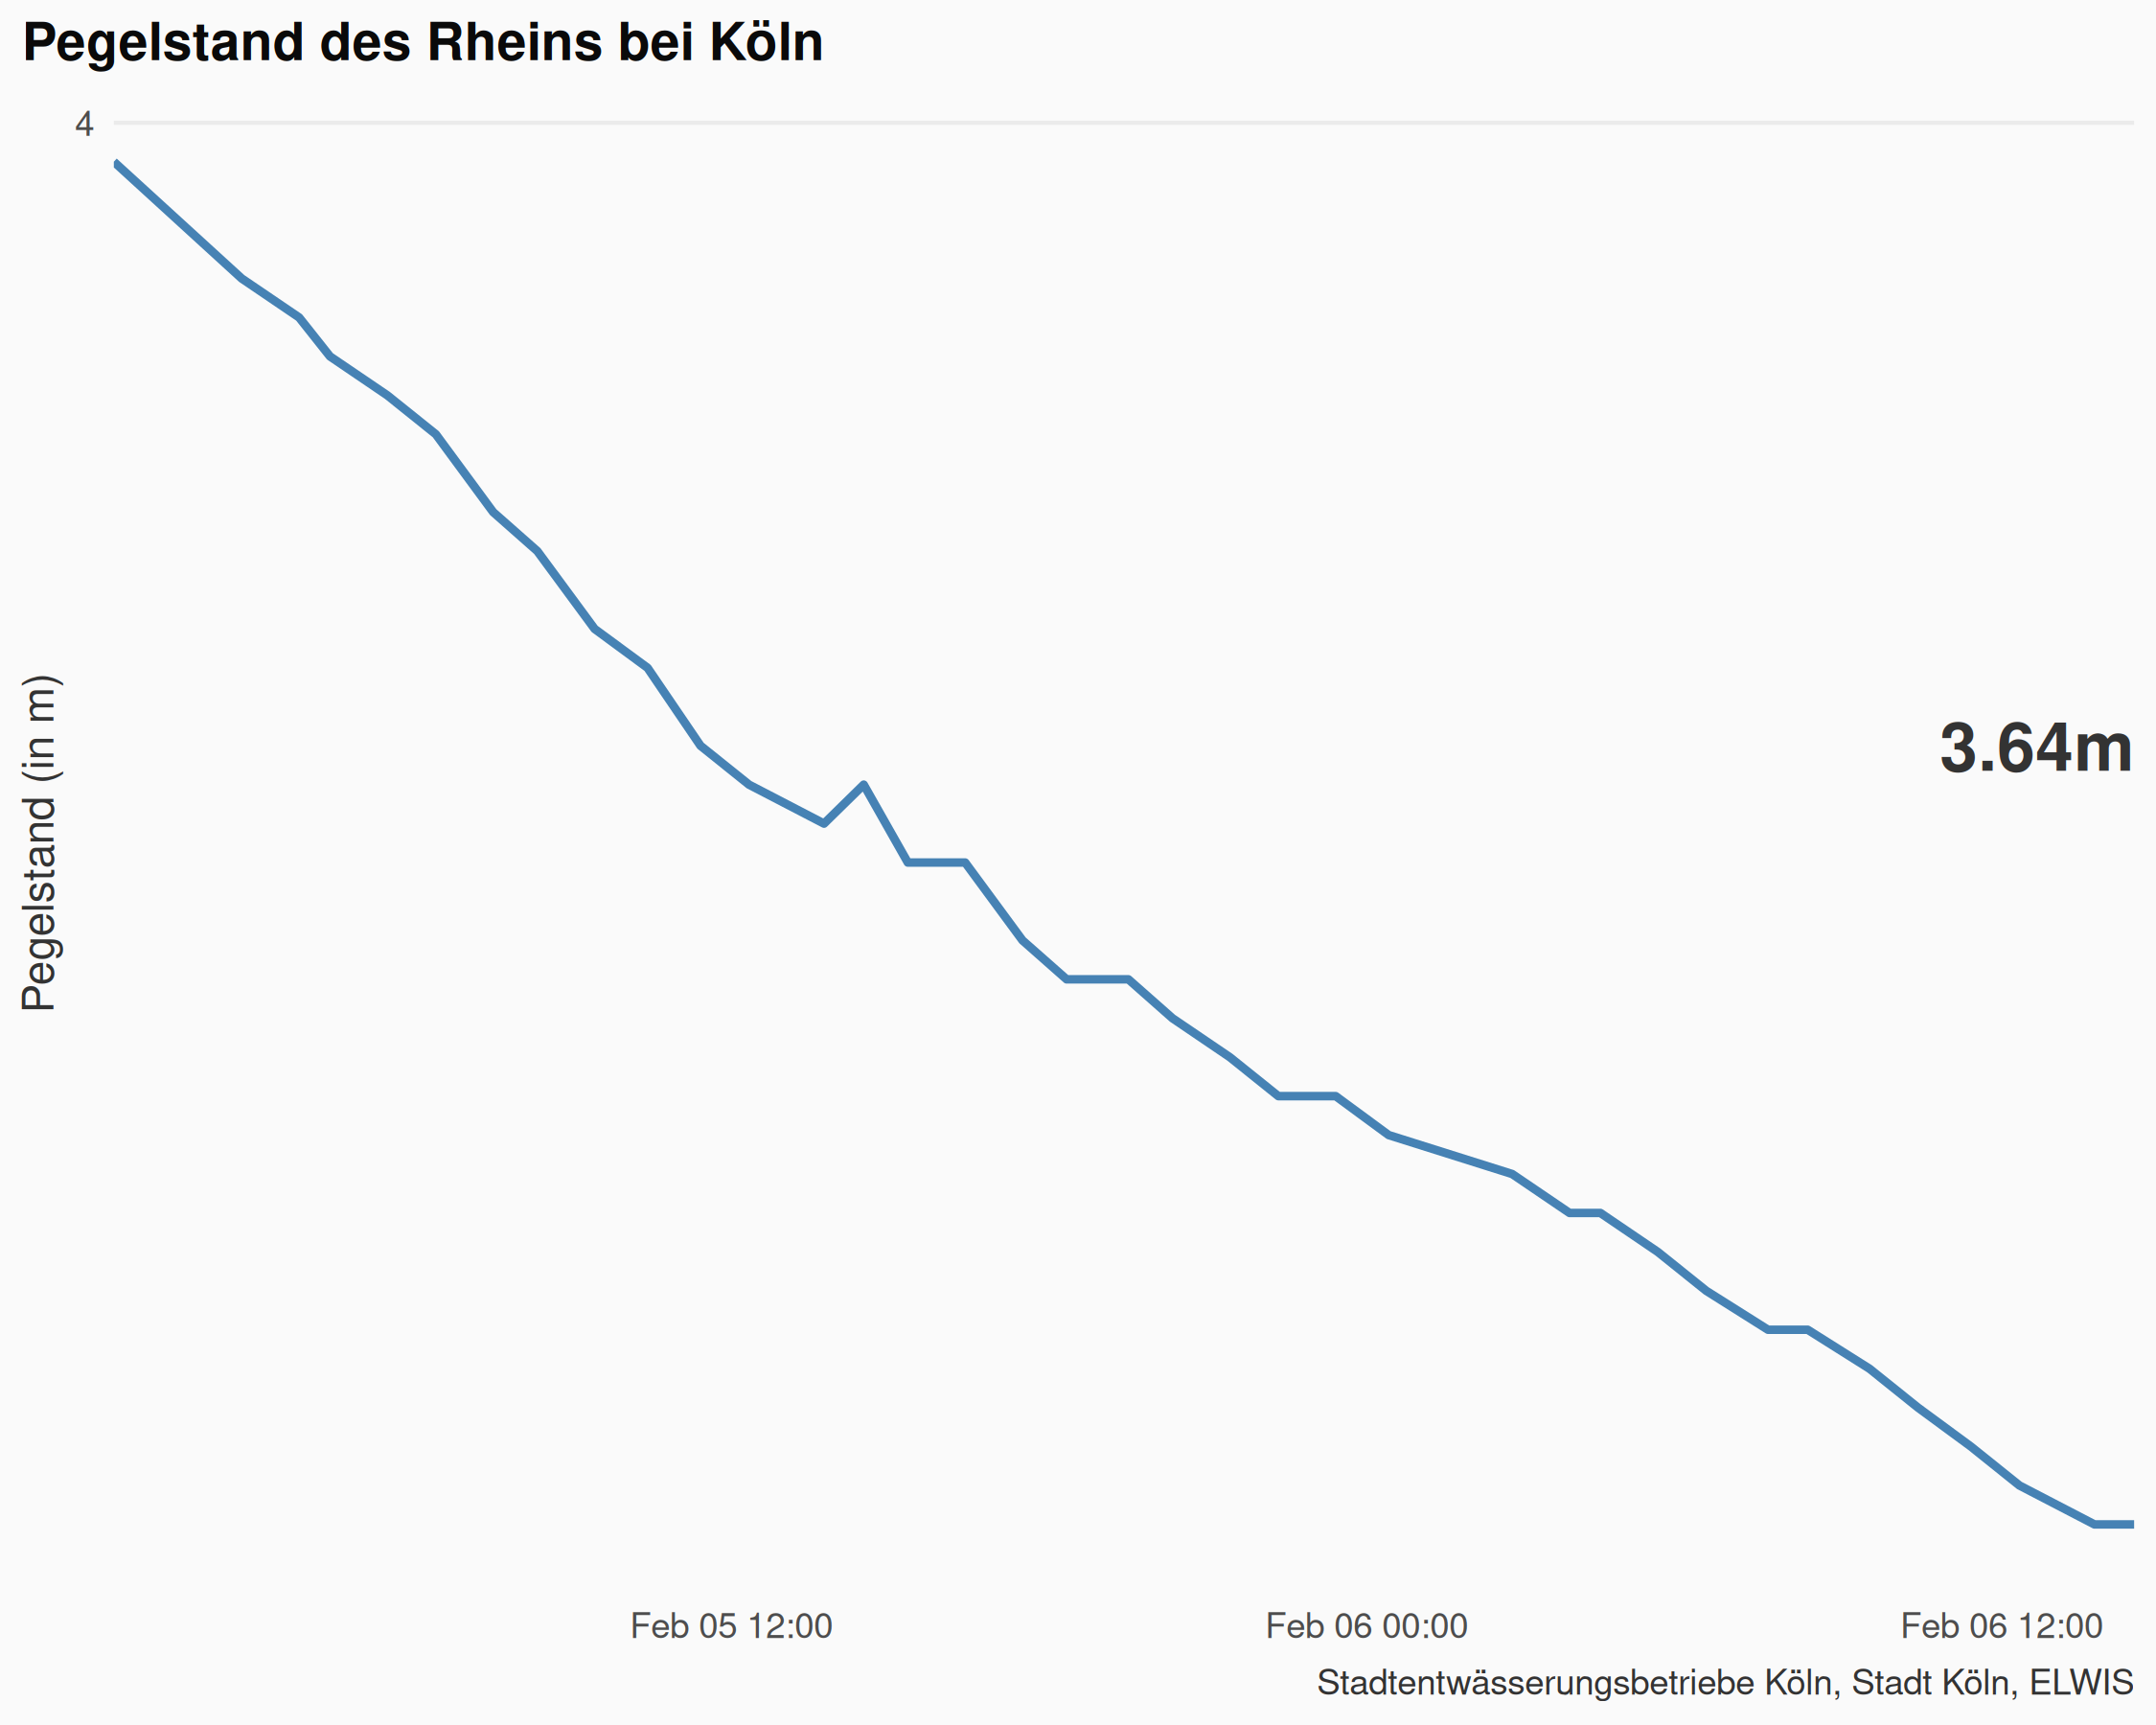 Pegelstand des Rheins bei Köln
4
Pegelstand (in m)
3.64m
Feb 05 12:00
Feb 06 00:00
Feb 06 12:00
Stadtentwässerungsbetriebe Köln, Stadt Köln, ELWIS